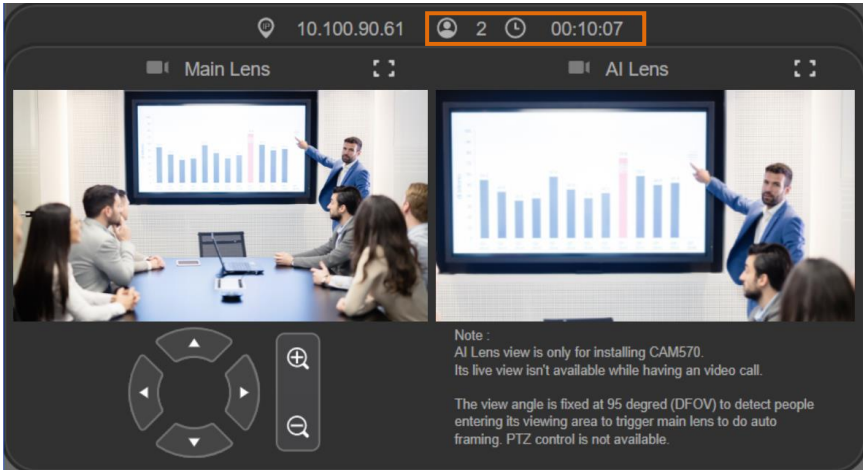 IP 10.100.90.61 2 00:10:07
Main Lens
AI Lens
Note :
AI Lens view is only for installing CAM570.
Its live view isn't available while having an video call.
The view angle is fixed at 95 degred (DFOV) to detect people
entering its viewing area to trigger main lens to do auto
framing. PTZ control is not available.